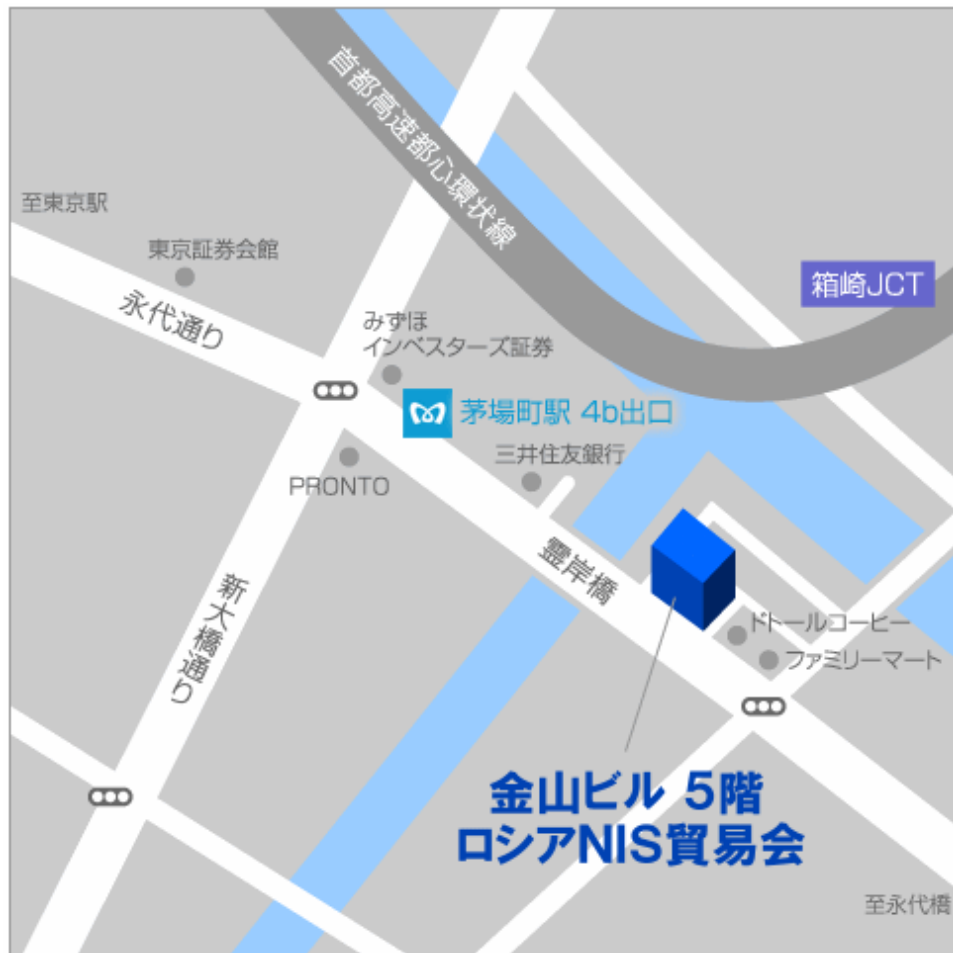 首都高速都心環状線
至東京駅
東京証券会館
箱崎JCT
永代通り
みずほ
インベスターズ証券
茅場町駅 4b出口
三井住友銀行
PRONTO
霊岸橋
新大橋通り
ドトールコーヒー
ファミリーマート
金山ビル 5階
ロシアNIS貿易会
至永代橋